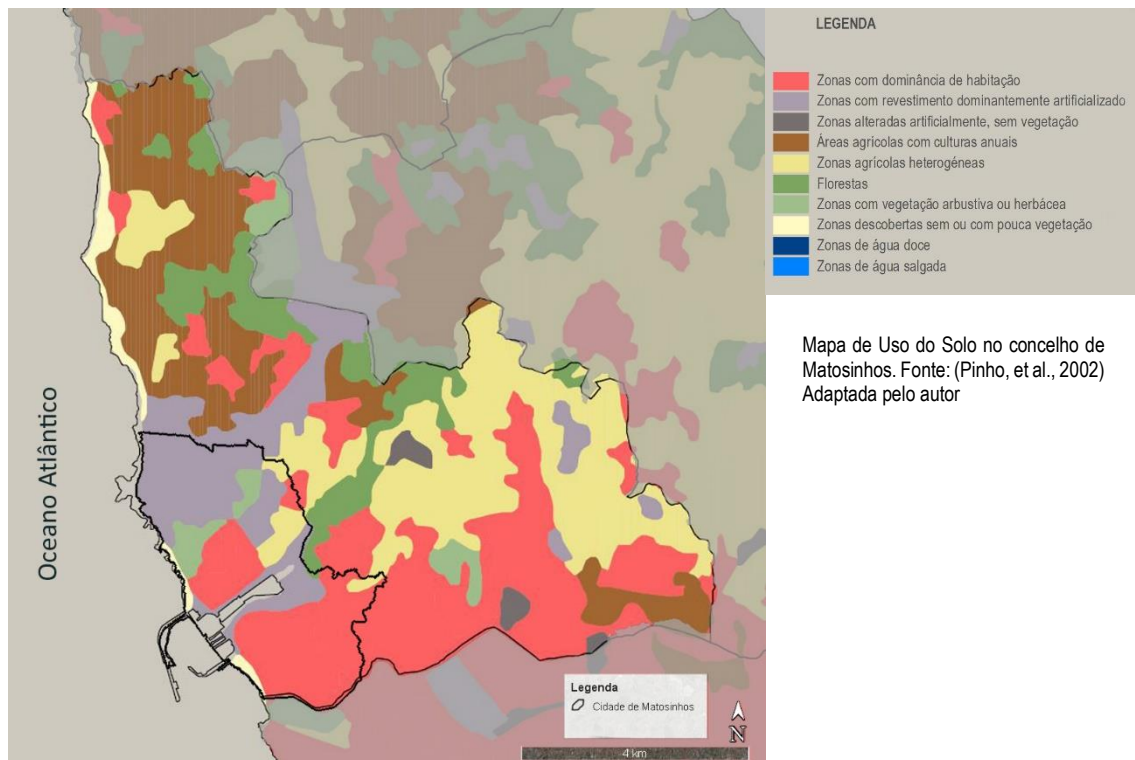 LEGENDA
Zonas com dominância de habitação
Zonas com revestimento dominantemente artificializado
Zonas alteradas artificialmente, sem vegetação
Áreas agrícolas com culturas anuais
Zonas agrícolas heterogéneas
Florestas
Zonas com vegetação arbustiva ou herbácea
Zonas descobertas sem ou com pouca vegetação
Zonas de água doce
Zonas de água salgada
Mapa de Uso do Solo no concelho de
Matosinhos. Fonte: (Pinho, et al., 2002)
Adaptada pelo autor
Oceano Atlântico
Legenda
Cidade de Matosinhos
N
4 km